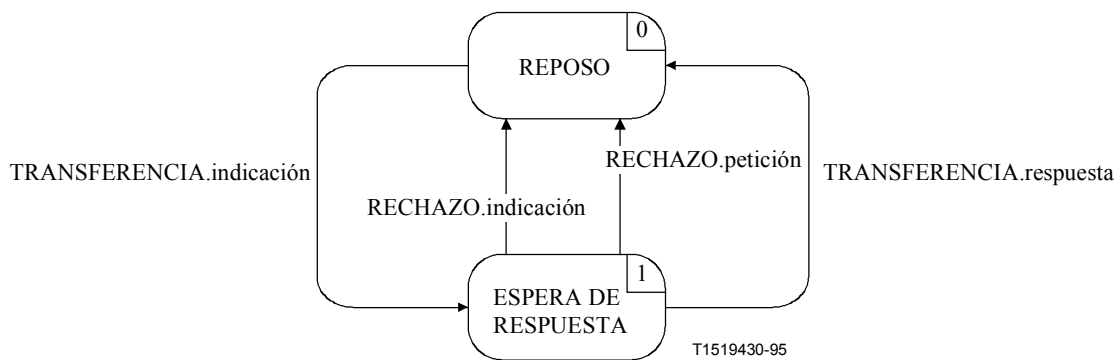 0
REPOSO
RECHAZO.petición
TRANSFERENCIA.indicación
TRANSFERENCIA.respuesta
RECHAZO.indicación
1
ESPERA DE
RESPUESTA
T1519430-95